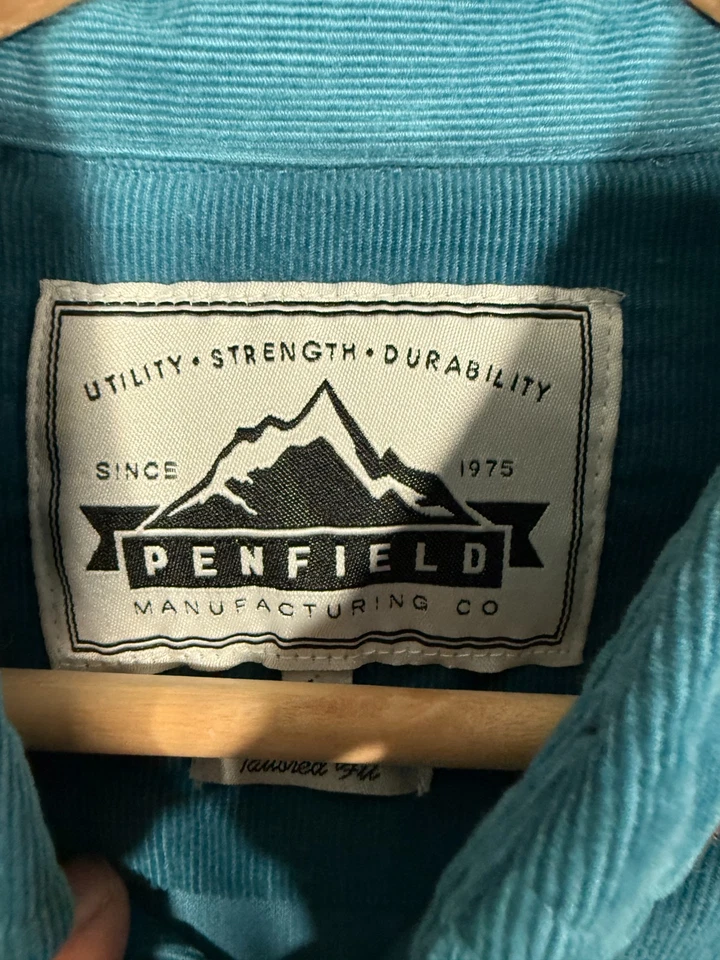 UTILITY • STRENGTH • DURABILITY
SINCE 1975
PENFIELD
MANUFACTURING CO
Tailored Fit